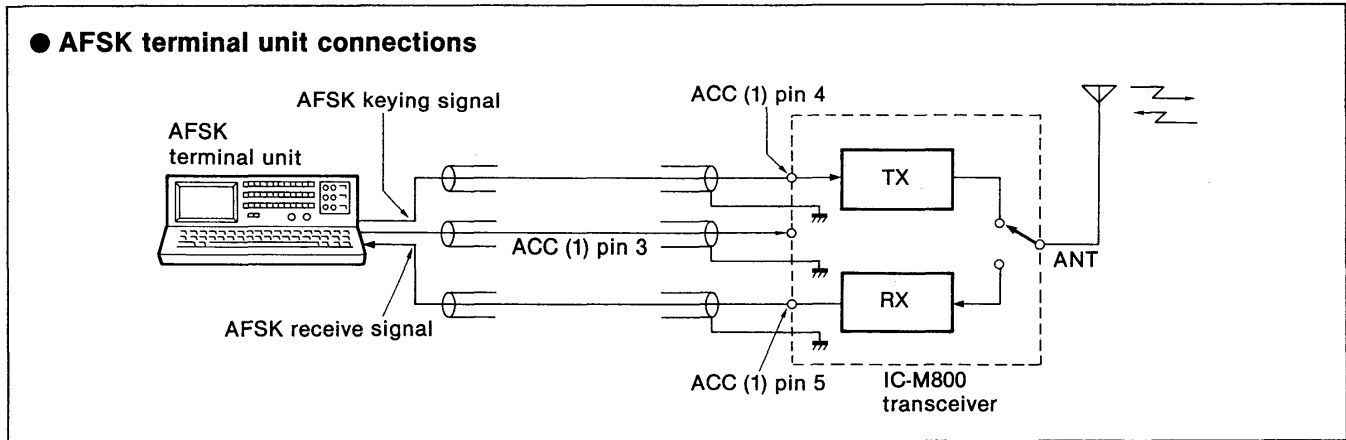 ● AFSK terminal unit connections
AFSK keying signal
ACC (1) pin 4
AFSK
terminal unit
TX
ACC (1) pin 3
ANT
RX
AFSK receive signal
ACC (1) pin 5
IC-M800
transceiver